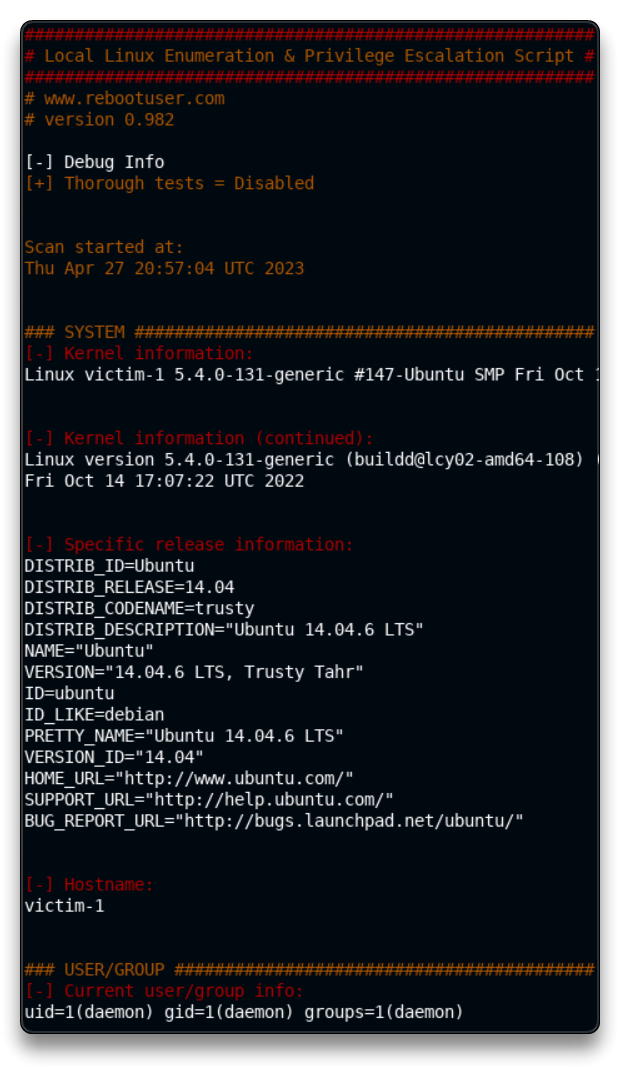 #########################################################
# Local Linux Enumeration & Privilege Escalation Script #
#########################################################
# www.rebootuser.com
# version 0.982
[-] Debug Info
[+] Thorough tests = Disabled
Scan started at:
Thu Apr 27 20:57:04 UTC 2023
### SYSTEM ##############################################
[-] Kernel information:
Linux victim-1 5.4.0-131-generic #147-Ubuntu SMP Fri Oct
[-] Kernel information (continued):
Linux version 5.4.0-131-generic (buildd@lcy02-amd64-108) (
Fri Oct 14 17:07:22 UTC 2022
[-] Specific release information:
DISTRIB_ID=Ubuntu
DISTRIB_RELEASE=14.04
DISTRIB_CODENAME=trusty
DISTRIB_DESCRIPTION="Ubuntu 14.04.6 LTS"
NAME="Ubuntu"
VERSION="14.04.6 LTS, Trusty Tahr"
ID=ubuntu
ID_LIKE=debian
PRETTY_NAME="Ubuntu 14.04.6 LTS"
VERSION_ID="14.04"
HOME_URL="http://www.ubuntu.com/"
SUPPORT_URL="http://help.ubuntu.com/"
BUG_REPORT_URL="http://bugs.launchpad.net/ubuntu/"
[-] Hostname:
victim-1
### USER/GROUP ##########################################
[-] Current user/group info:
uid=1(daemon) gid=1(daemon) groups=1(daemon)